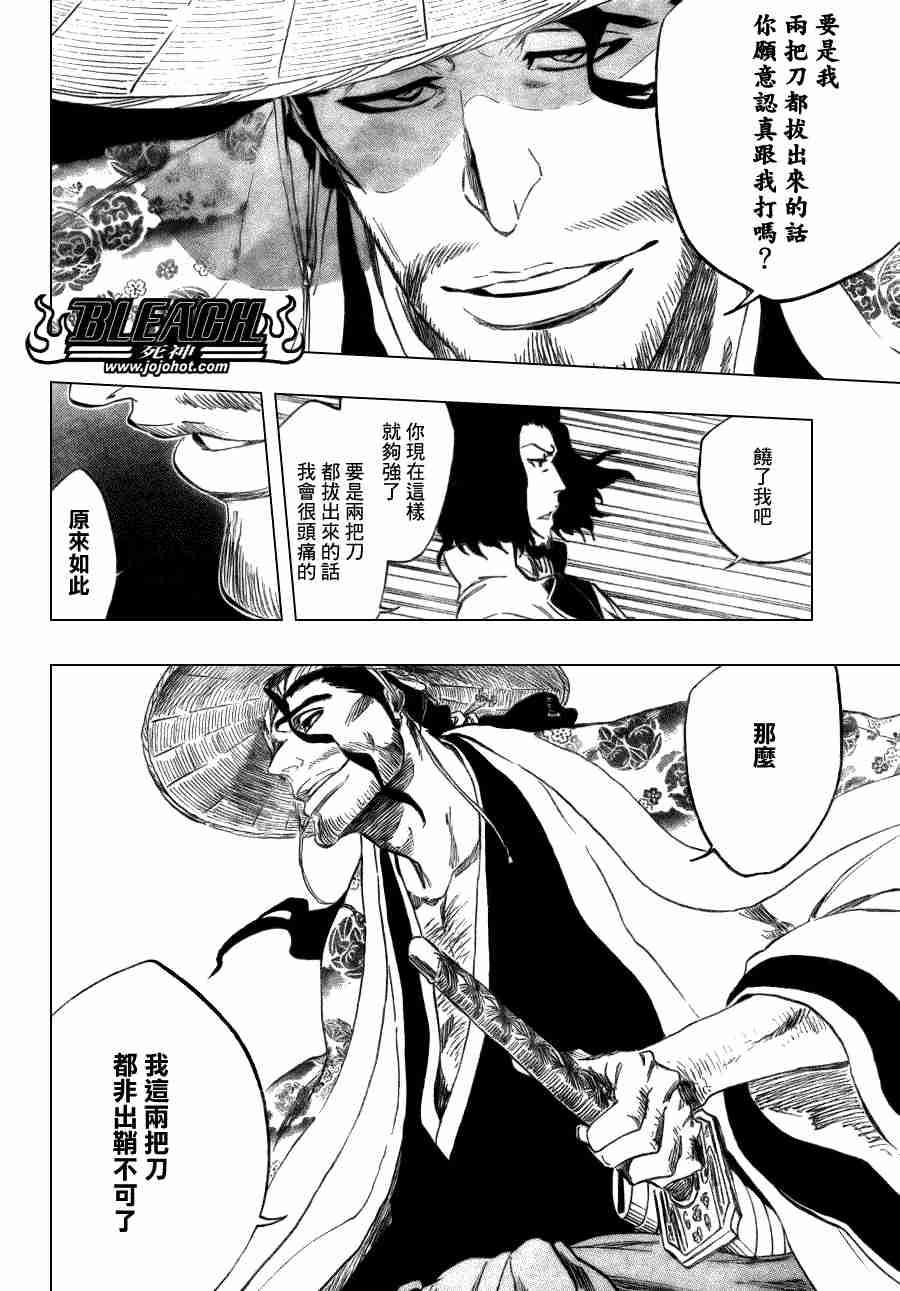 要是我
兩把刀都拔出來的話
你願意認真跟我打嗎？
BLEACH
死神
www.jojohot.com
饒了我吧
你現在這樣
就夠強了
要是兩把刀
都拔出來的話
我會很頭痛的
原來如此
那麼
我這兩把刀
都非出鞘不可了